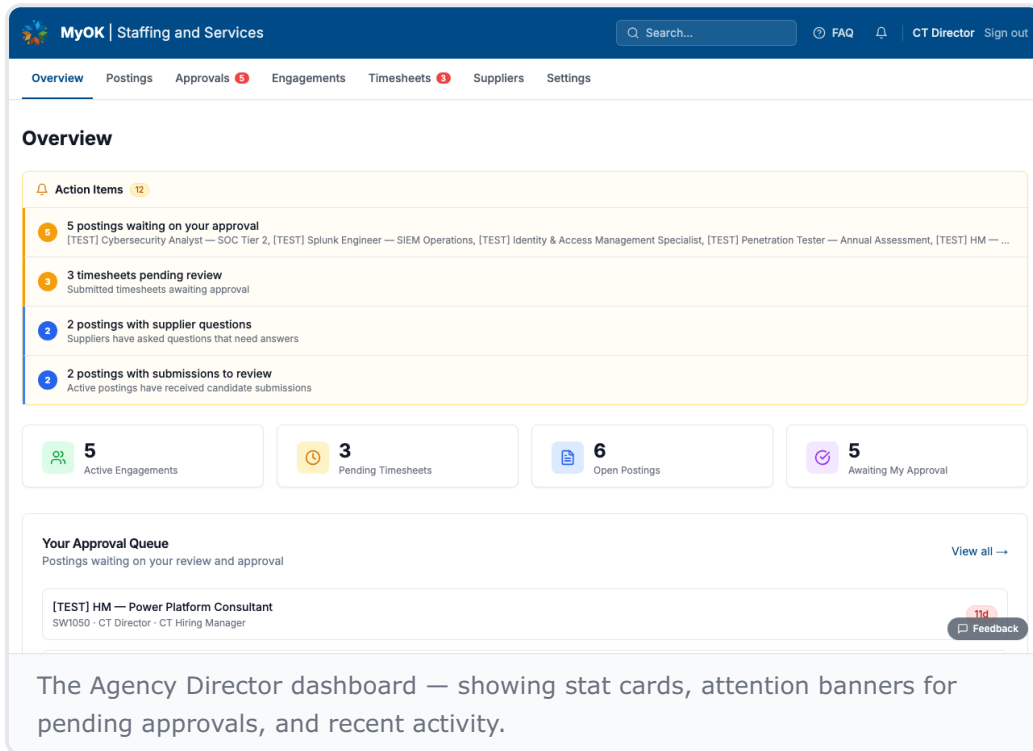 MyOK | Staffing and Services
Search...
FAQ
CT Director Sign out
Overview Postings Approvals 5 Engagements Timesheets 3 Suppliers Settings
Overview
Action Items 12
5
5 postings waiting on your approval
[TEST] Cybersecurity Analyst — SOC Tier 2, [TEST] Splunk Engineer — SIEM Operations, [TEST] Identity & Access Management Specialist, [TEST] Penetration Tester — Annual Assessment, [TEST] HM — ...
3
3 timesheets pending review
Submitted timesheets awaiting approval
2
2 postings with supplier questions
Suppliers have asked questions that need answers
2
2 postings with submissions to review
Active postings have received candidate submissions
5
Active Engagements
3
Pending Timesheets
6
Open Postings
5
Awaiting My Approval
Your Approval Queue
Postings waiting on your review and approval
View all →
[TEST] HM — Power Platform Consultant
SW1050 · CT Director · CT Hiring Manager
11d
Feedback
The Agency Director dashboard — showing stat cards, attention banners for
pending approvals, and recent activity.